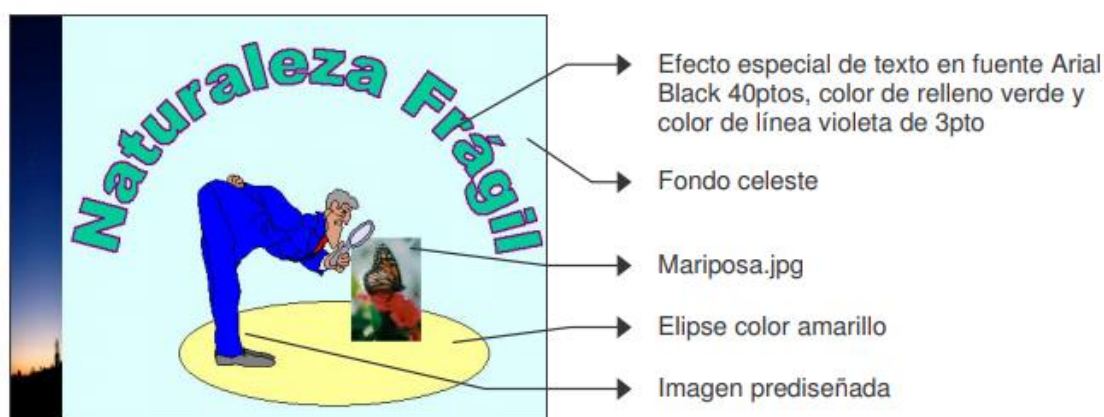 Naturaleza Frágil
Efecto especial de texto en fuente Arial
Black 40ptos, color de relleno verde y
color de línea violeta de 3pto
Fondo celeste
Mariposa.jpg
Elipse color amarillo
Imagen prediseñada